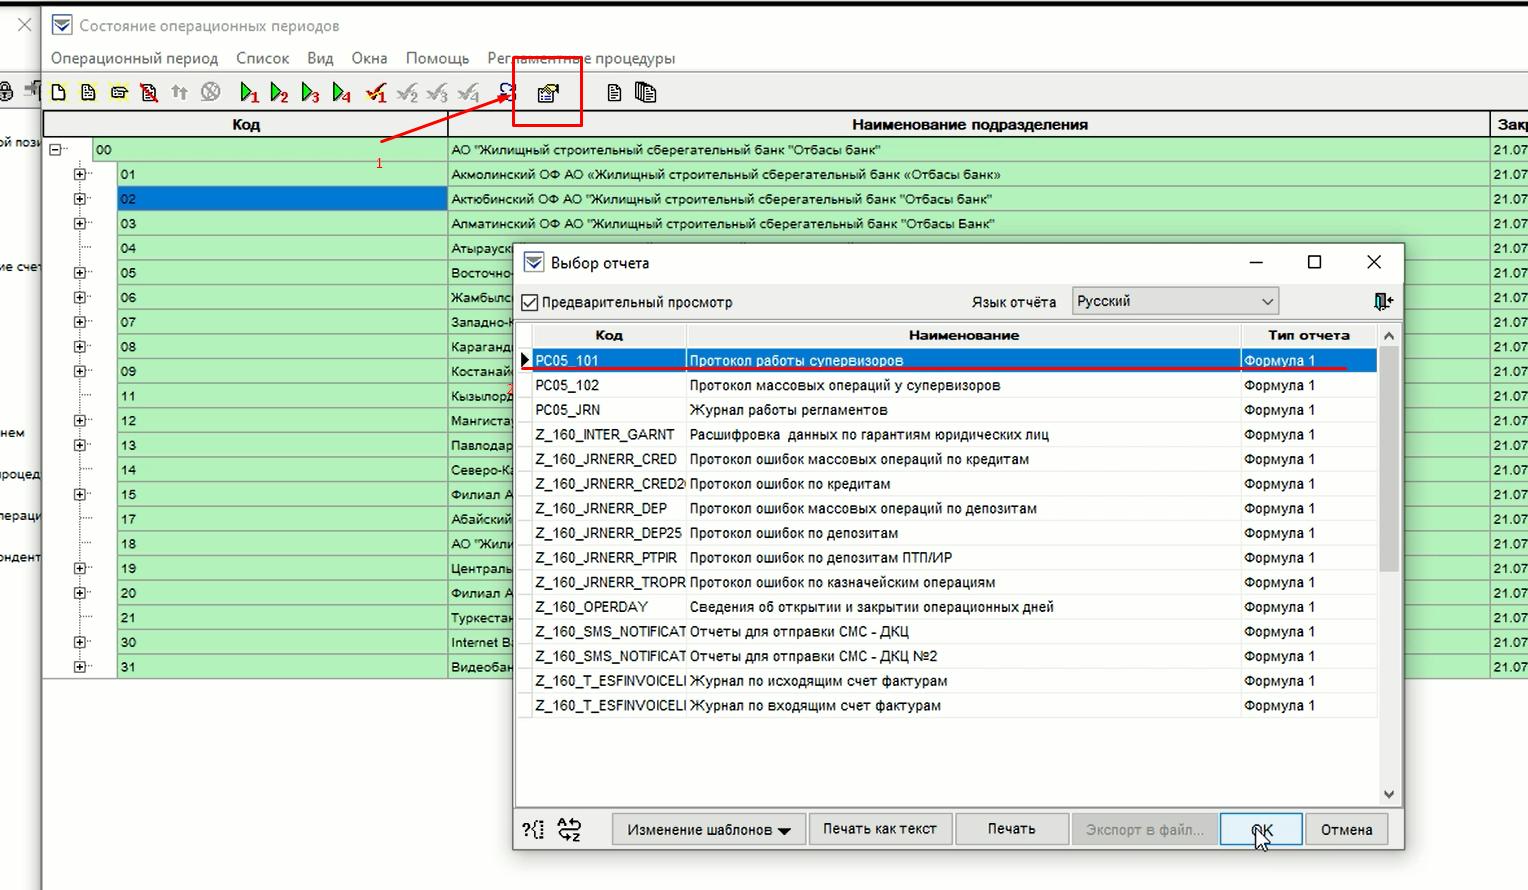 Состояние операционных периодов
Операционный период Список Вид Окна Помощь Регламентные процедуры
1 2 3 4 1 2 3 4
Код Наименование подразделения Закр
ой пози
00 АО "Жилищный строительный сберегательный банк "Отбасы банк" 21.07
1
01 Акмолинский ОФ АО «Жилищный строительный сберегательный банк «Отбасы банк» 21.07
02 Актюбинский ОФ АО "Жилищный строительный сберегательный банк "Отбасы банк" 21.07
03 Алматинский ОФ АО "Жилищный строительный сберегательный банк "Отбасы Банк" 21.07
04 Атырауск 21.07
ие счет
05 Восточно- 21.07
06 Жамбылс 21.07
07 Западно-К 21.07
08 Караганд 21.07
09 Костанай 21.07
11 Кызылорд 21.07
12 Мангистау 21.07
нем
13 Павлодар 21.07
14 Северо-Ка 21.07
процед
15 Филиал А 21.07
17 Абайский 21.07
пераци
18 АО "Жили 21.07
19 Централь 21.07
ондент
20 Филиал А 21.07
21 Туркестан 21.07
30 Internet Ba 21.07
31 Видеобан 21.07
Выбор отчета
Предварительный просмотр Язык отчёта Русский
Код Наименование Тип отчета
PC05_101 Протокол работы супервизоров Формула 1
2
PC05_102 Протокол массовых операций у супервизоров Формула 1
PC05_JRN Журнал работы регламентов Формула 1
Z_160_INTER_GARNT Расшифровка данных по гарантиям юридических лиц Формула 1
Z_160_JRNERR_CRED Протокол ошибок массовых операций по кредитам Формула 1
Z_160_JRNERR_CRED2 Протокол ошибок по кредитам Формула 1
Z_160_JRNERR_DEP Протокол ошибок массовых операций по депозитам Формула 1
Z_160_JRNERR_DEP25 Протокол ошибок по депозитам Формула 1
Z_160_JRNERR_PTPIR Протокол ошибок по депозитам ПТП/ИР Формула 1
Z_160_JRNERR_TROPR Протокол ошибок по казначейским операциям Формула 1
Z_160_OPERDAY Сведения об открытии и закрытии операционных дней Формула 1
Z_160_SMS_NOTIFICAT Отчеты для отправки СМС - ДКЦ Формула 1
Z_160_SMS_NOTIFICAT Отчеты для отправки СМС - ДКЦ №2 Формула 1
Z_160_T_ESFINVOICELI Журнал по исходящим счет фактурам Формула 1
Z_160_T_ESFINVOICELI Журнал по входящим счет фактурам Формула 1
Изменение шаблонов Печать как текст Печать Экспорт в файл... OK Отмена